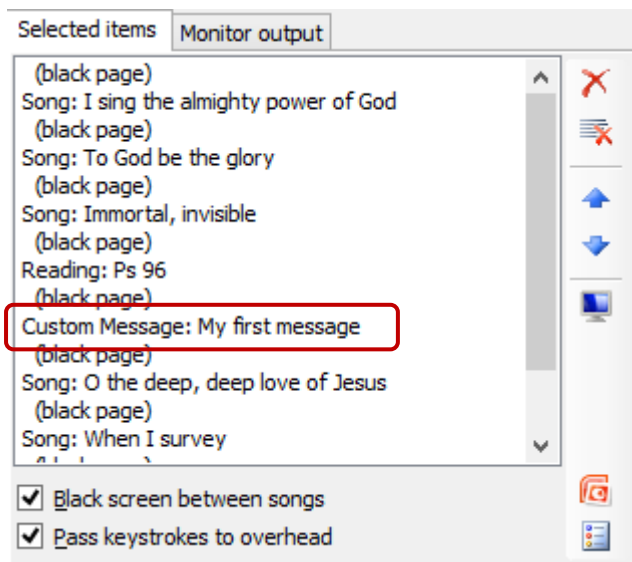 Selected items
Monitor output
(black page)
Song: I sing the almighty power of God
(black page)
Song: To God be the glory
(black page)
Song: Immortal, invisible
(black page)
Reading: Ps 96
(black page)
Custom Message: My first message
(black page)
Song: O the deep, deep love of Jesus
(black page)
Song: When I survey
Black screen between songs
Pass keystrokes to overhead